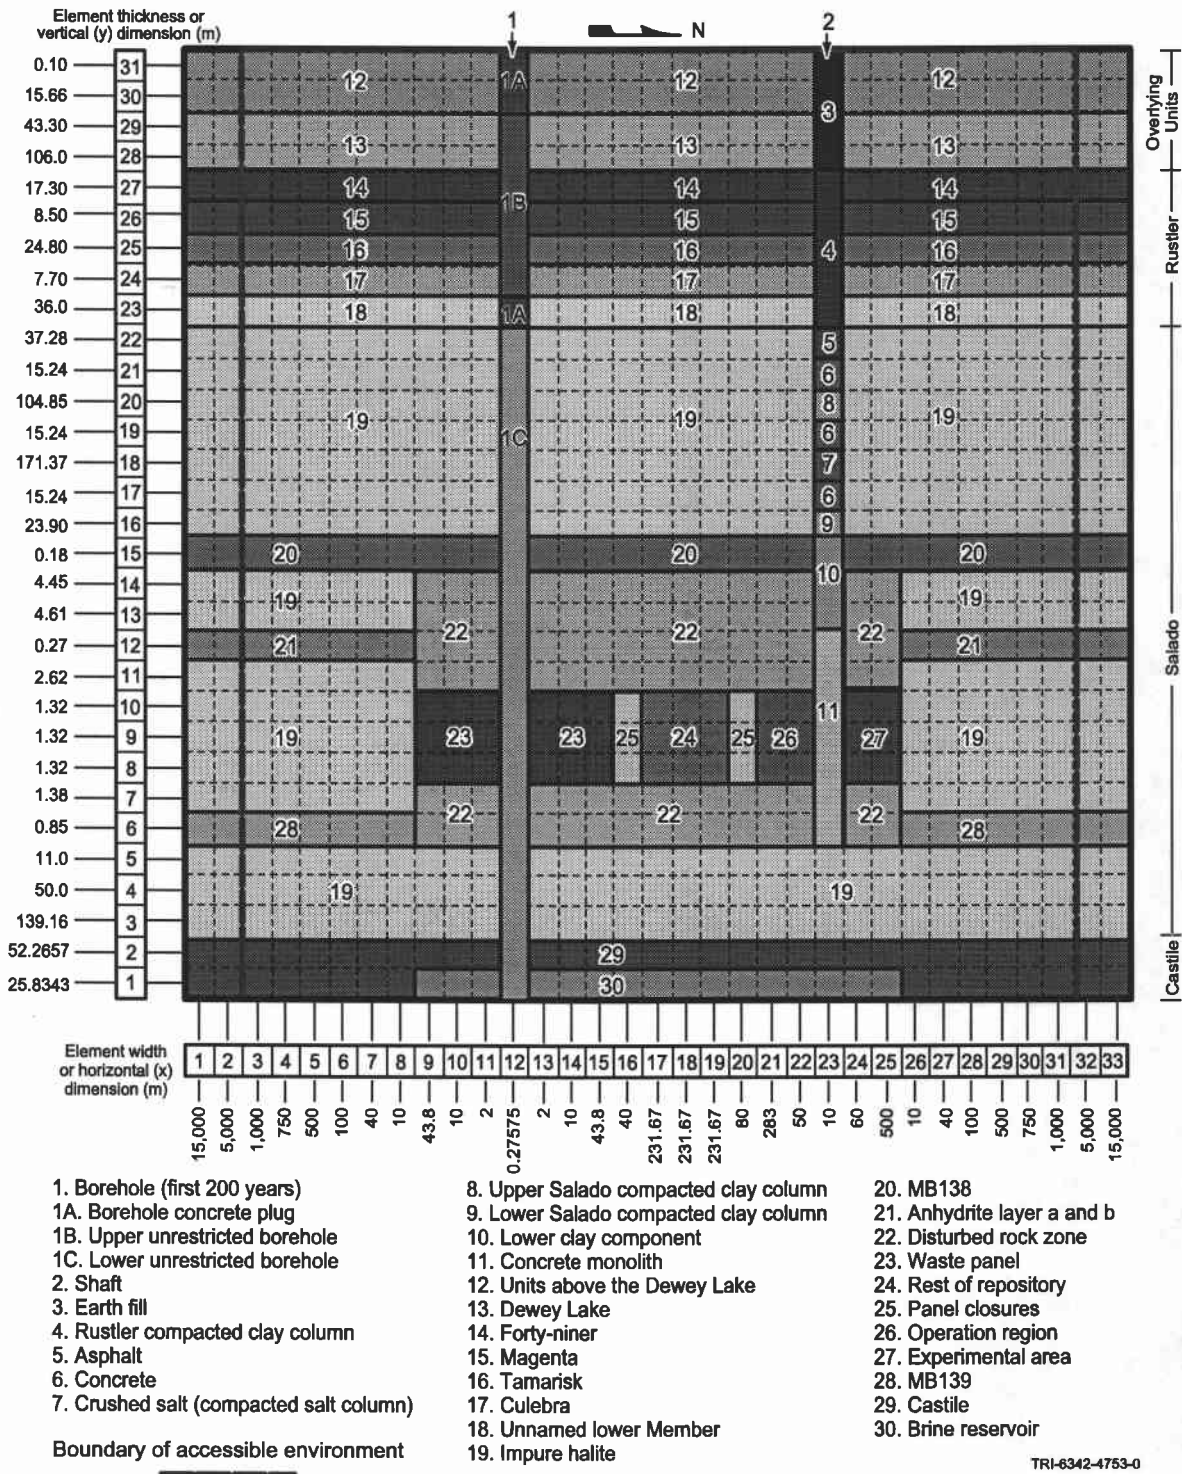 Element thickness or
vertical (y) dimension (m)
1
N
2
0.10 31
15.66 30
43.30 29
106.0 28
17.30 27
8.50 26
24.80 25
7.70 24
36.0 23
37.28 22
15.24 21
104.85 20
15.24 19
171.37 18
15.24 17
23.90 16
0.18 15
4.45 14
4.61 13
0.27 12
2.62 11
1.32 10
1.32 9
1.32 8
1.38 7
0.85 6
11.0 5
50.0 4
139.16 3
52.2657 2
25.8343 1
12 1A 12 12
3
13 13 13
14 14 14
1B
15 15 15
16 16 4 16
17 17 17
18 1A 18 18
5
6
8
19 1C 19 19
6
7
6
9
20 20 20
10
19 19
22 22 22
21 21
11
19 23 23 25 24 25 26 27 19
22 22 22
28 28
19 19
29
30
Overlying
Units
Rustler
Salado
Castile
Element width
or horizontal (x)
dimension (m)
1 2 3 4 5 6 7 8 9 10 11 12 13 14 15 16 17 18 19 20 21 22 23 24 25 26 27 28 29 30 31 32 33
15,000 5,000 1,000 750 500 100 40 10 43.8 10 2 0.27575 2 10 43.8 40 231.67 231.67 231.67 80 283 50 10 60 500 10 40 100 500 750 1,000 5,000 15,000
1. Borehole (first 200 years)
1A. Borehole concrete plug
1B. Upper unrestricted borehole
1C. Lower unrestricted borehole
2. Shaft
3. Earth fill
4. Rustler compacted clay column
5. Asphalt
6. Concrete
7. Crushed salt (compacted salt column)
8. Upper Salado compacted clay column
9. Lower Salado compacted clay column
10. Lower clay component
11. Concrete monolith
12. Units above the Dewey Lake
13. Dewey Lake
14. Forty-niner
15. Magenta
16. Tamarisk
17. Culebra
18. Unnamed lower Member
19. Impure halite
20. MB138
21. Anhydrite layer a and b
22. Disturbed rock zone
23. Waste panel
24. Rest of repository
25. Panel closures
26. Operation region
27. Experimental area
28. MB139
29. Castile
30. Brine reservoir
Boundary of accessible environment
TRI-6342-4753-0